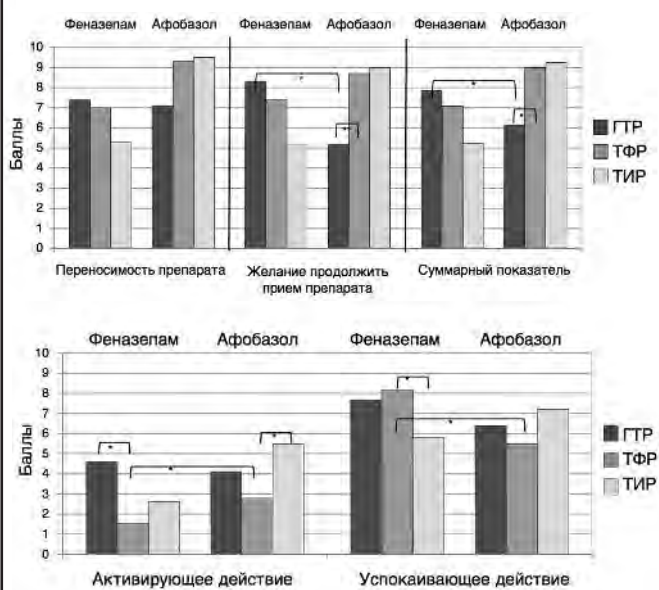 Феназепам Афобазол Феназепам Афобазол Феназепам Афобазол
Баллы
10
9
8
7
6
5
4
3
2
1
0
ГТР
ТФР
ТИР
Переносимость препарата
Желание продолжить
прием препарата
Суммарный показатель
Феназепам Афобазол Феназепам Афобазол
Баллы
10
9
8
7
6
5
4
3
2
1
0
ГТР
ТФР
ТИР
Активирующее действие Успокаивающее действие